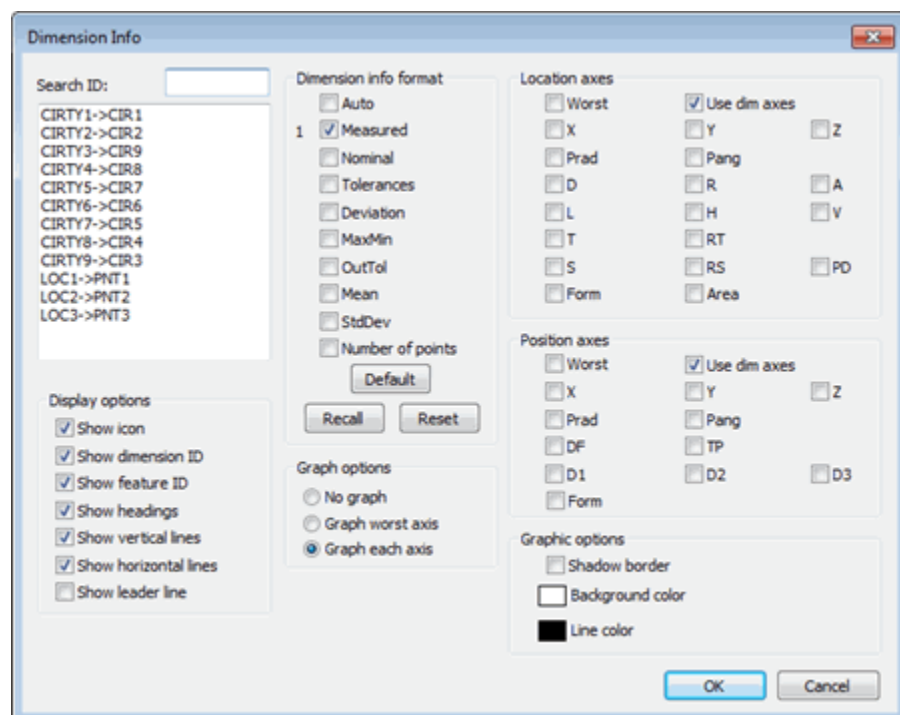 Dimension Info
Search ID:
CIRTY1->CIR1
CIRTY2->CIR2
CIRTY3->CIR9
CIRTY4->CIR8
CIRTY5->CIR7
CIRTY6->CIR6
CIRTY7->CIR5
CIRTY8->CIR4
CIRTY9->CIR3
LOC1->PNT1
LOC2->PNT2
LOC3->PNT3
Display options
Show icon
Show dimension ID
Show feature ID
Show headings
Show vertical lines
Show horizontal lines
Show leader line
Dimension info format
Auto
1 Measured
Nominal
Tolerances
Deviation
MaxMin
OutTol
Mean
StdDev
Number of points
Default
Recall Reset
Graph options
No graph
Graph worst axis
Graph each axis
Location axes
Worst Use dim axes
X Y Z
Prad Pang
D R A
L H V
T RT
S RS PD
Form Area
Position axes
Worst Use dim axes
X Y Z
Prad Pang
DF TP
D1 D2 D3
Form
Graphic options
Shadow border
Background color
Line color
OK Cancel